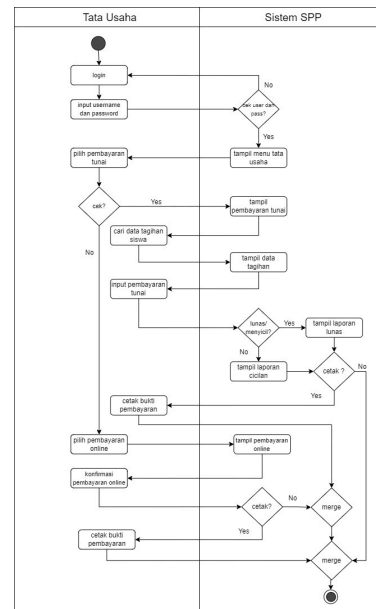 Tata Usaha
Sistem SPP
login
No
input username
dan password
cek user dan
pass?
Yes
pilih pembayaran
tunai
tampil menu tata
usaha
cek?
Yes
tampil
pembayaran tunai
cari data tagihan
siswa
No
tampil data
tagihan
input pembayaran
tunai
lunas/
menyicil?
Yes
tampil laporan
lunas
No
tampil laporan
cicilan
cetak ?
No
Yes
cetak bukti
pembayaran
pilih pembayaran
online
tampil pembayaran
online
konfirmasi
pembayaran online
cetak?
No
merge
Yes
cetak bukti
pembayaran
merge